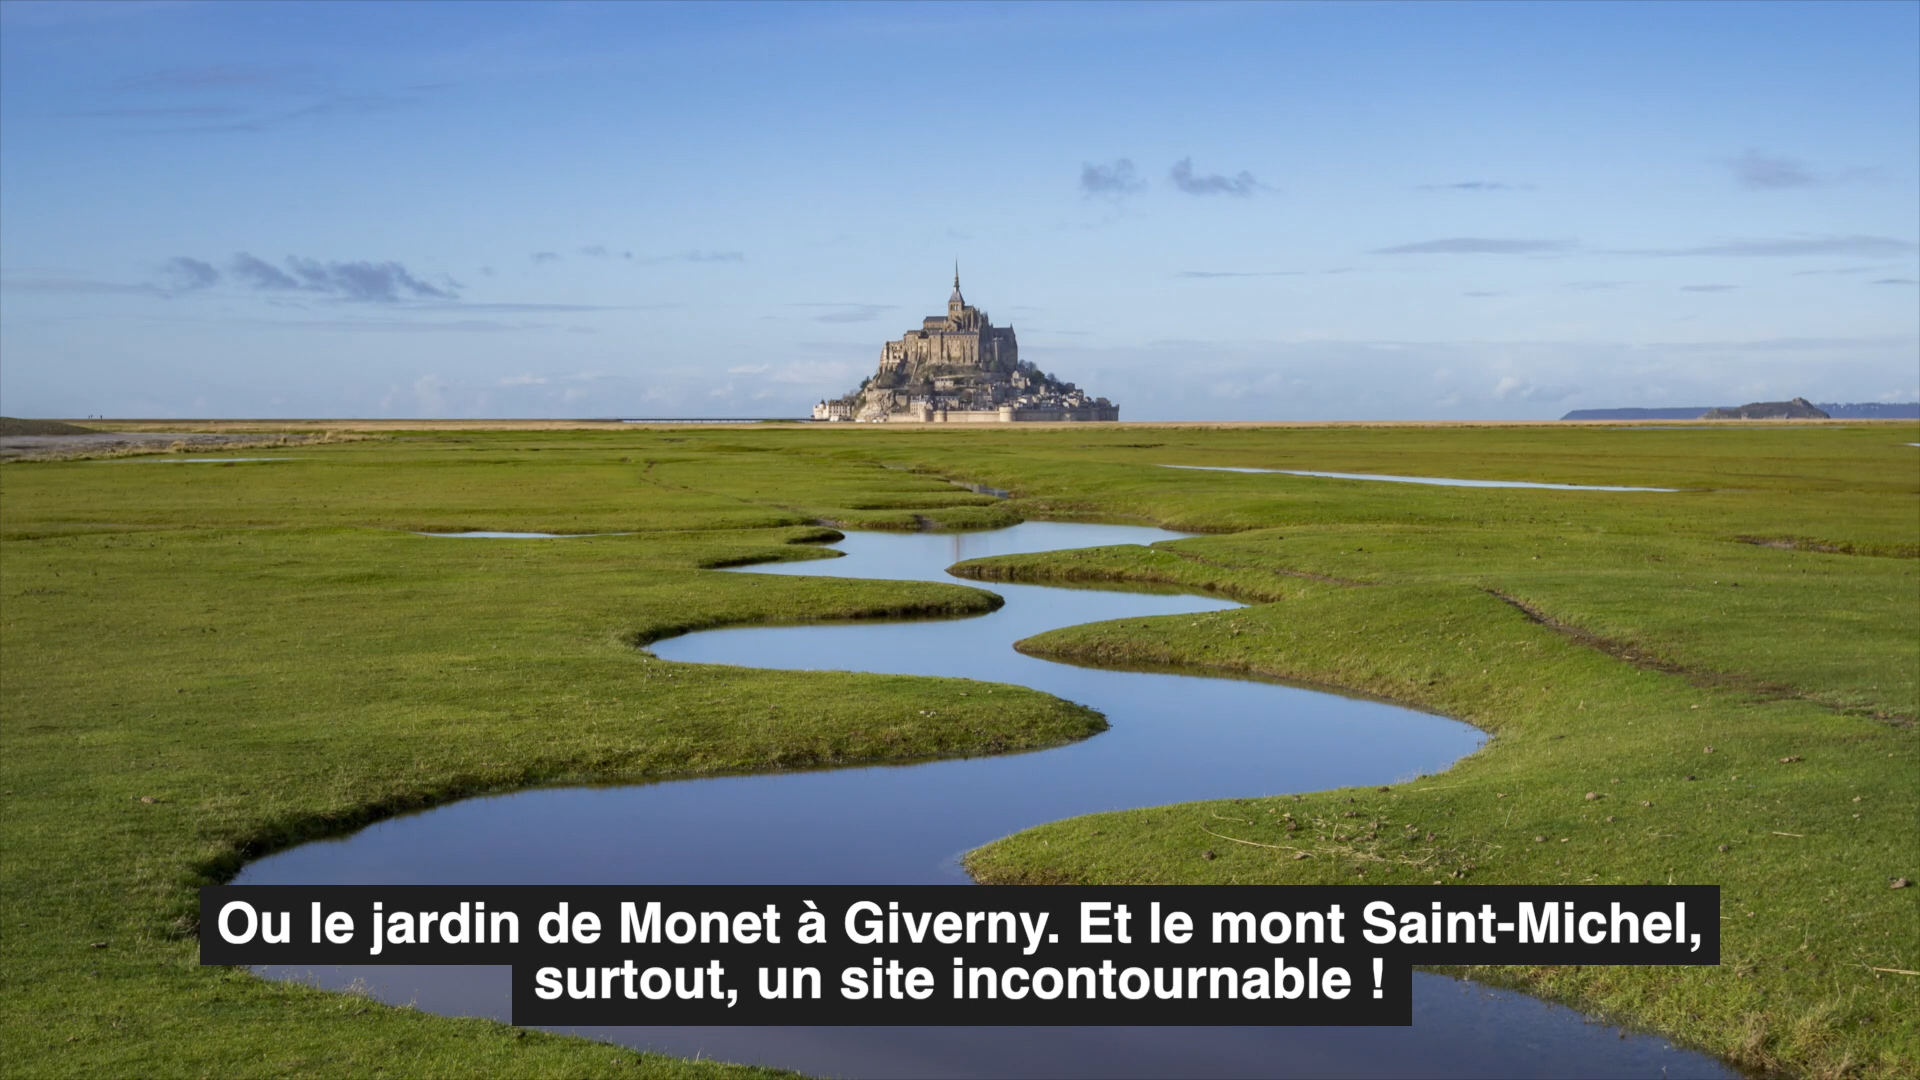 Ou le jardin de Monet à Giverny. Et le mont Saint-Michel,
surtout, un site incontournable !